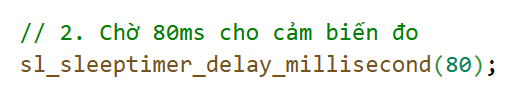 // 2. Chờ 80ms cho cảm biến đo
sl_sleeptimer_delay_millisecond(80);